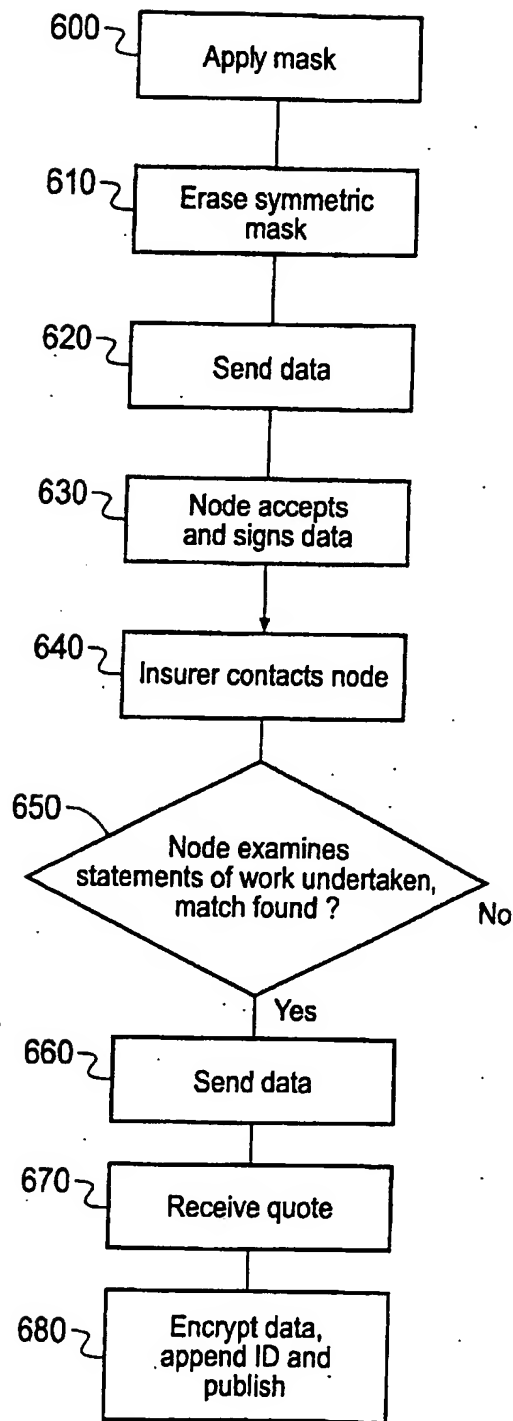 600
Apply mask
610
Erase symmetric
mask
620
Send data
630
Node accepts
and signs data
640
Insurer contacts node
650
Node examines
statements of work undertaken,
match found ?
No
Yes
660
Send data
670
Receive quote
680
Encrypt data,
append ID and
publish